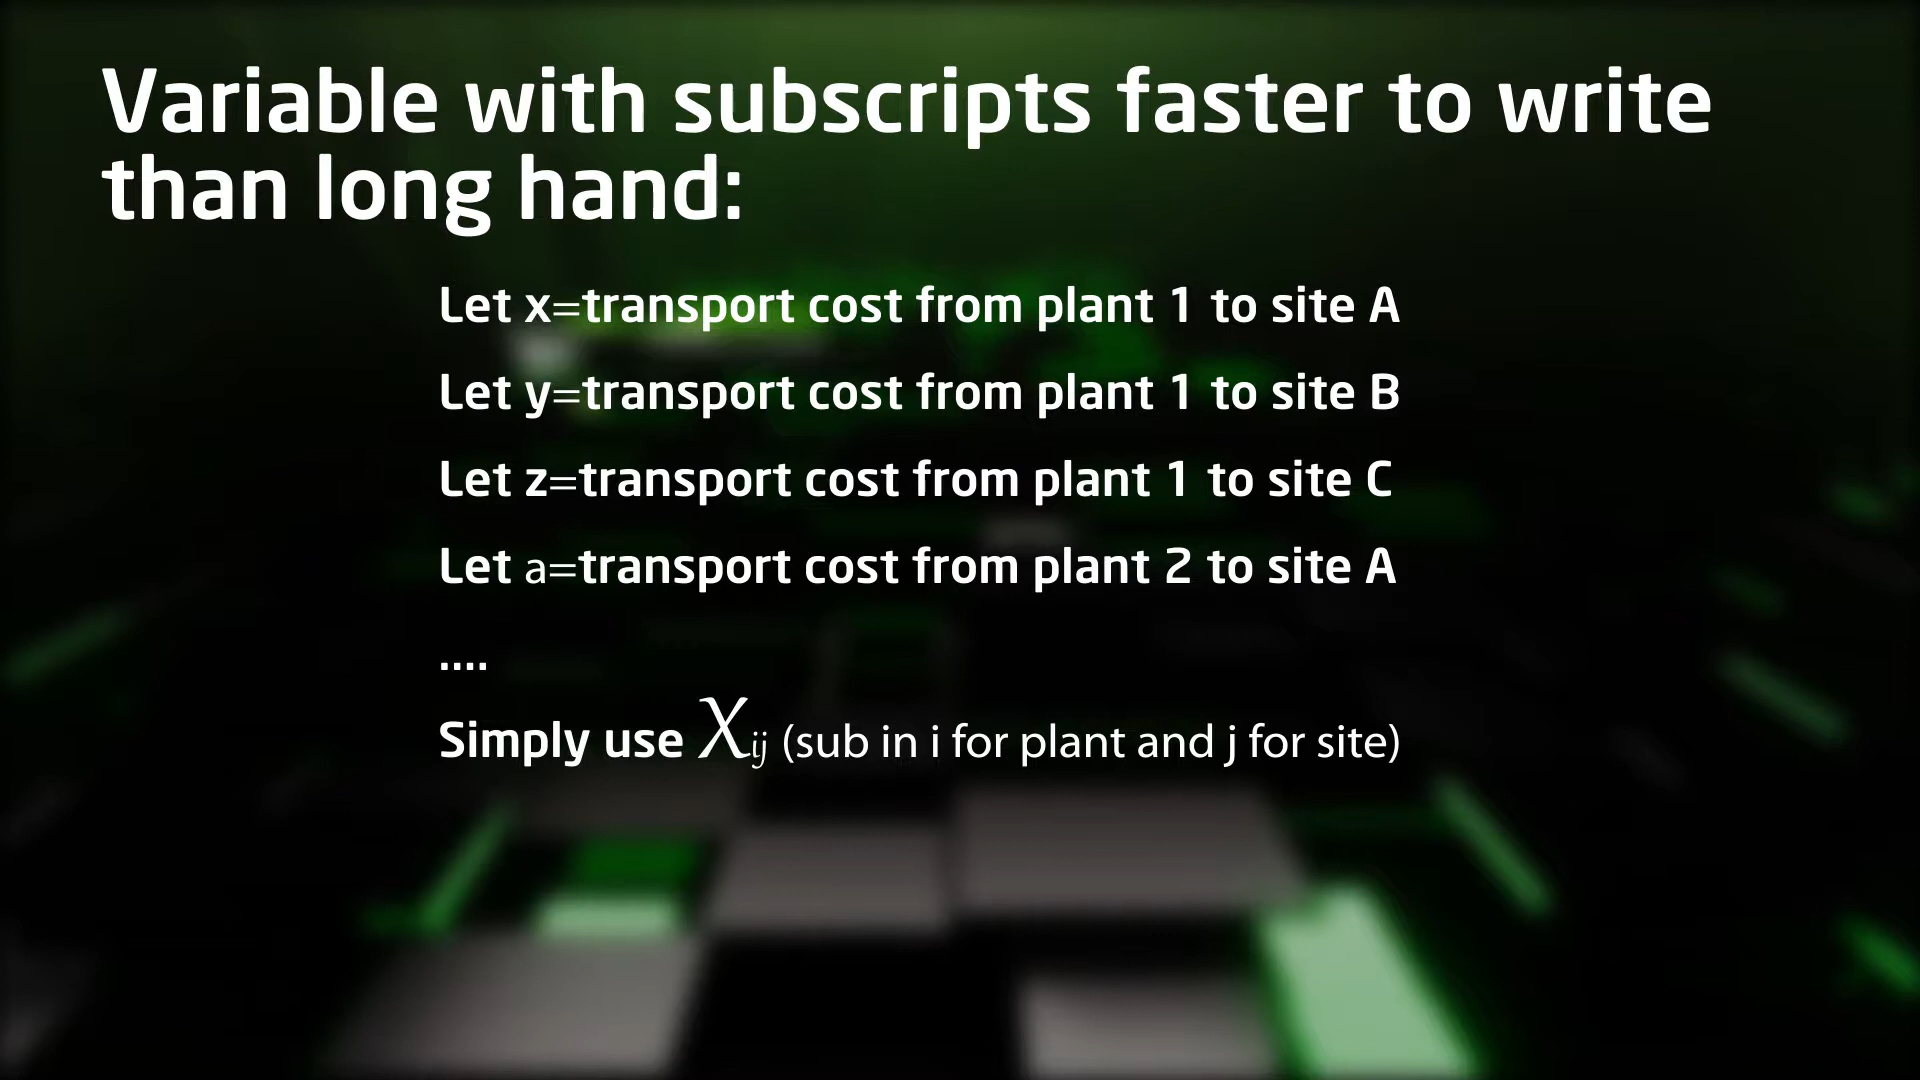 Variable with subscripts faster to write
than long hand:
Let x=transport cost from plant 1 to site A
Let y=transport cost from plant 1 to site B
Let z=transport cost from plant 1 to site C
Let a=transport cost from plant 2 to site A
....
Simply use Xij (sub in i for plant and j for site)